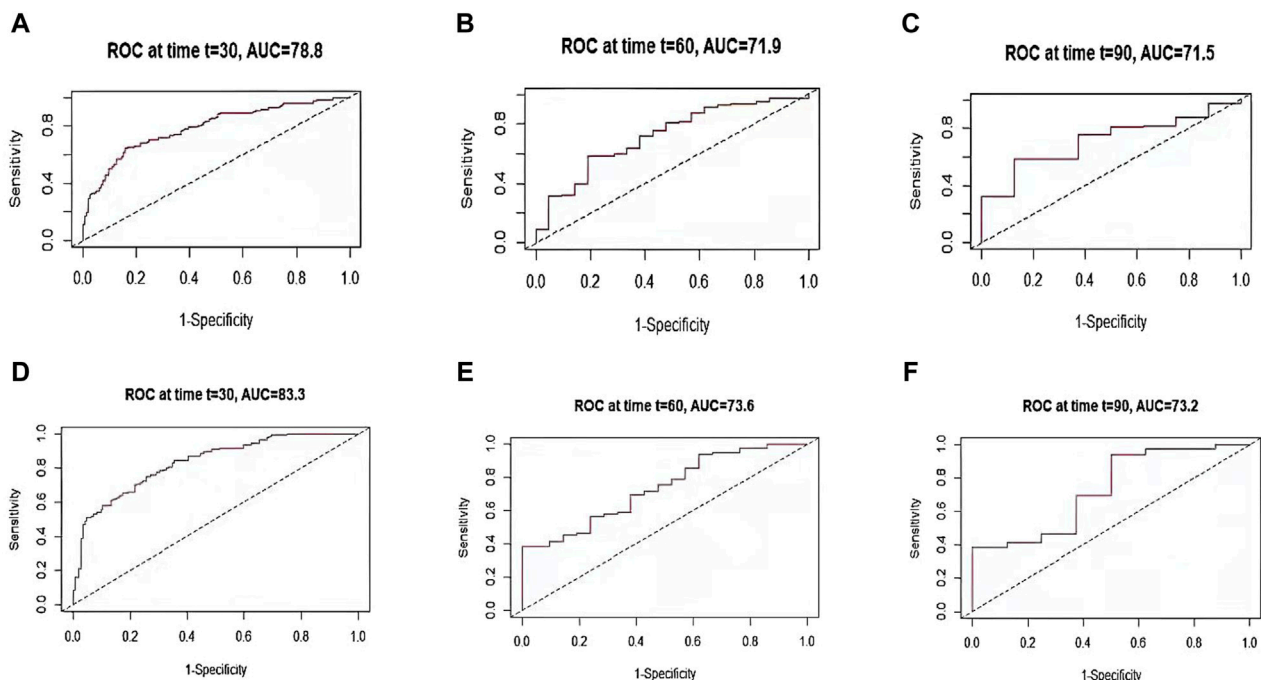 A
ROC at time t=30, AUC=78.8
Sensitivity
0.0 0.4 0.8
0.0 0.2 0.4 0.6 0.8 1.0
1-Specificity
B
ROC at time t=60, AUC=71.9
Sensitivity
0.0 0.4 0.8
0.0 0.2 0.4 0.6 0.8 1.0
1-Specificity
C
ROC at time t=90, AUC=71.5
Sensitivity
0.0 0.4 0.8
0.0 0.2 0.4 0.6 0.8 1.0
1-Specificity
D
ROC at time t=30, AUC=83.3
Sensitivity
0.0 0.2 0.4 0.6 0.8 1.0
0.0 0.2 0.4 0.6 0.8 1.0
1-Specificity
E
ROC at time t=60, AUC=73.6
Sensitivity
0.0 0.2 0.4 0.6 0.8 1.0
0.0 0.2 0.4 0.6 0.8 1.0
1-Specificity
F
ROC at time t=90, AUC=73.2
Sensitivity
0.0 0.2 0.4 0.6 0.8 1.0
0.0 0.2 0.4 0.6 0.8 1.0
1-Specificity